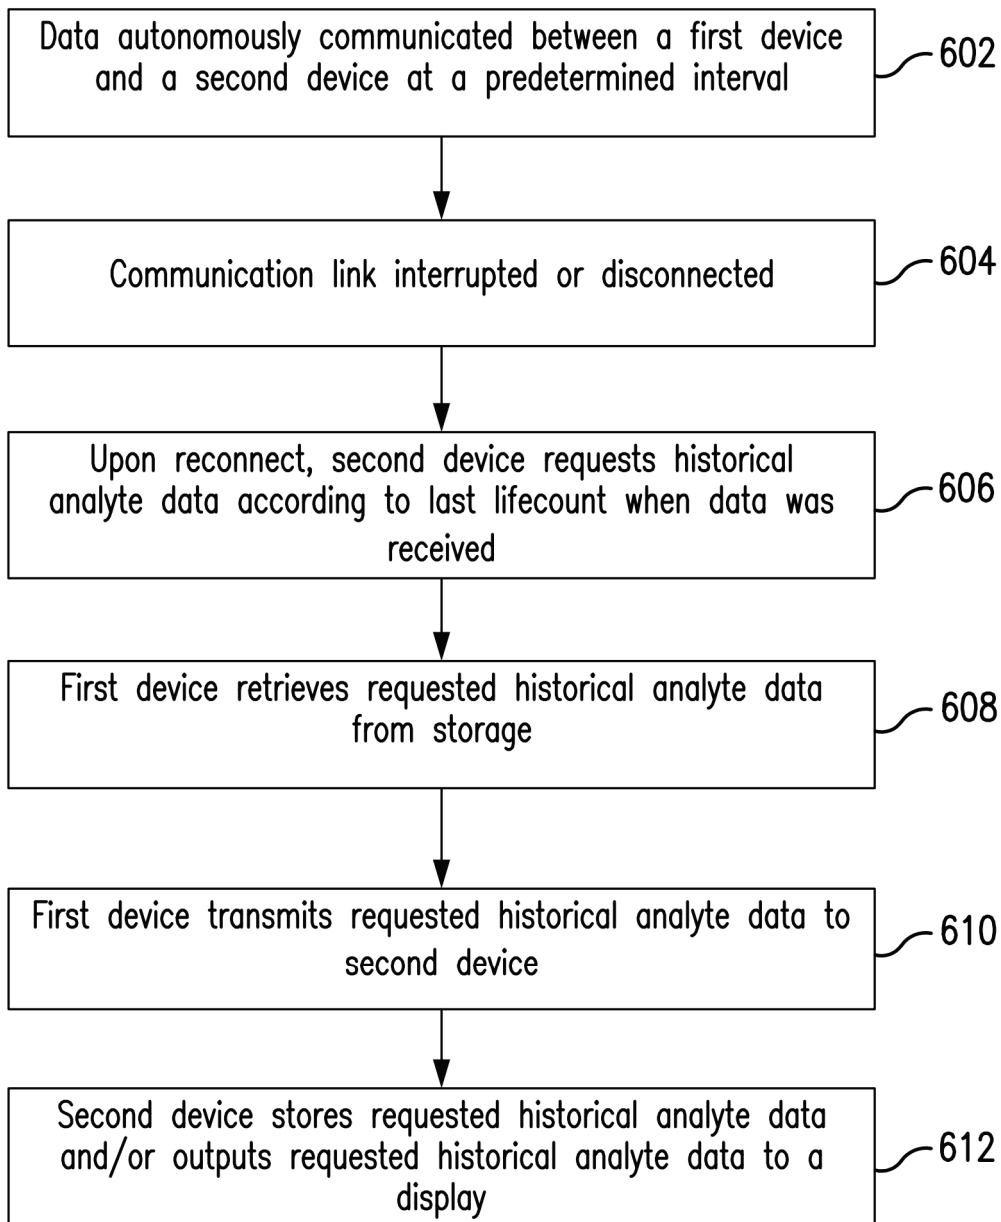 Data autonomously communicated between a first device
and a second device at a predetermined interval
602
Communication link interrupted or disconnected
604
Upon reconnect, second device requests historical
analyte data according to last lifecount when data was
received
606
First device retrieves requested historical analyte data
from storage
608
First device transmits requested historical analyte data to
second device
610
Second device stores requested historical analyte data
and/or outputs requested historical analyte data to a
display
612